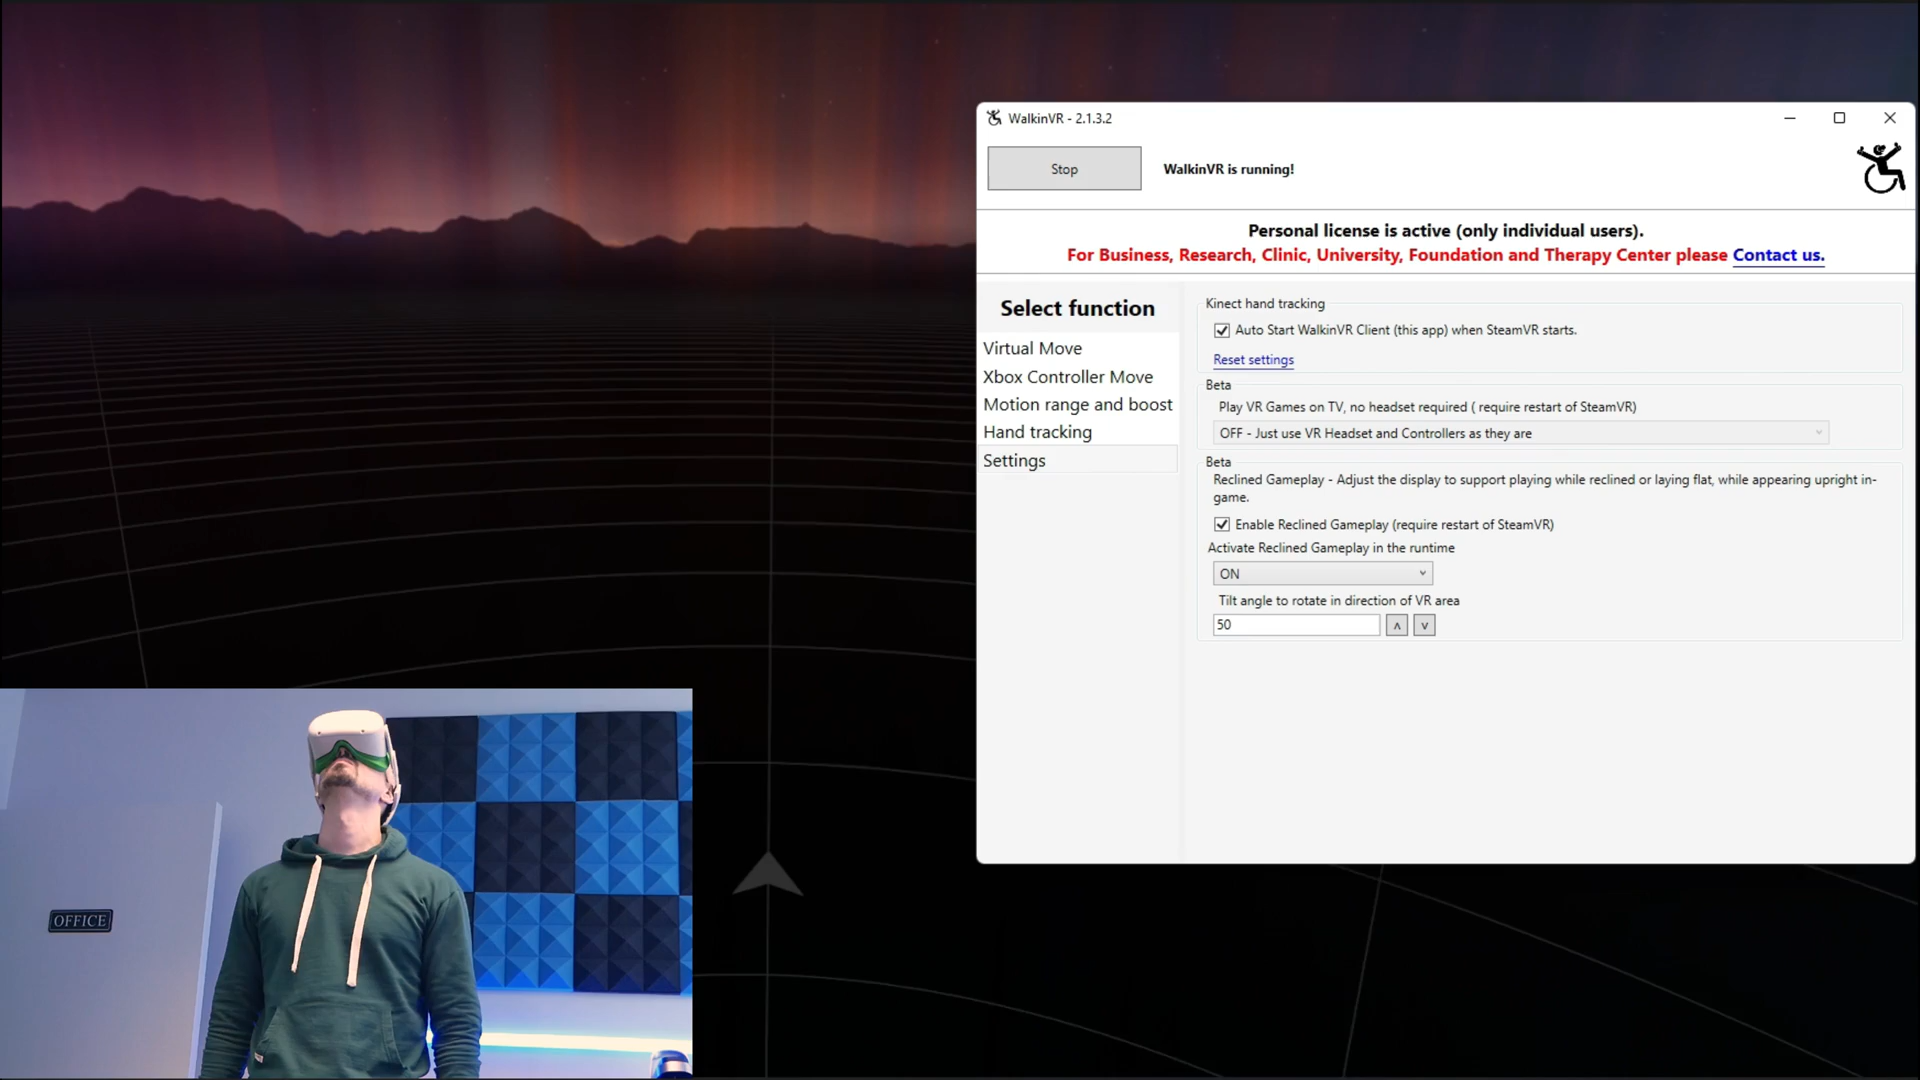 WalkinVR - 2.1.3.2
Stop
WalkinVR is running!
Personal license is active (only individual users).
For Business, Research, Clinic, University, Foundation and Therapy Center please Contact us.
Select function
Virtual Move
Xbox Controller Move
Motion range and boost
Hand tracking
Settings
Kinect hand tracking
Auto Start WalkinVR Client (this app) when SteamVR starts.
Reset settings
Beta
Play VR Games on TV, no headset required ( require restart of SteamVR)
OFF - Just use VR Headset and Controllers as they are
Beta
Reclined Gameplay - Adjust the display to support playing while reclined or laying flat, while appearing upright in-
game.
Enable Reclined Gameplay (require restart of SteamVR)
Activate Reclined Gameplay in the runtime
ON
Tilt angle to rotate in direction of VR area
50
OFFICE